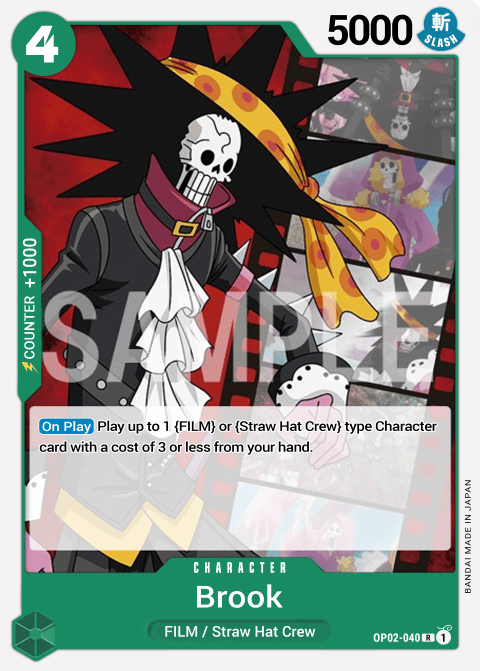 4
5000
斬
SLASH
COUNTER +1000
SAMPLE
On Play Play up to 1 {FILM} or {Straw Hat Crew} type Character
card with a cost of 3 or less from your hand.
CHARACTER
Brook
FILM / Straw Hat Crew
OP02-040 R 1
BANDAI MADE IN JAPAN